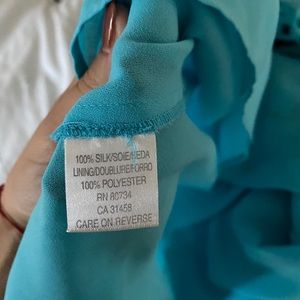 100% SILK/SOIE/SEDA
LINING/DOUBLURE/FORRO
100% POLYESTER
RN 80734
CA 31458
CARE ON REVERSE